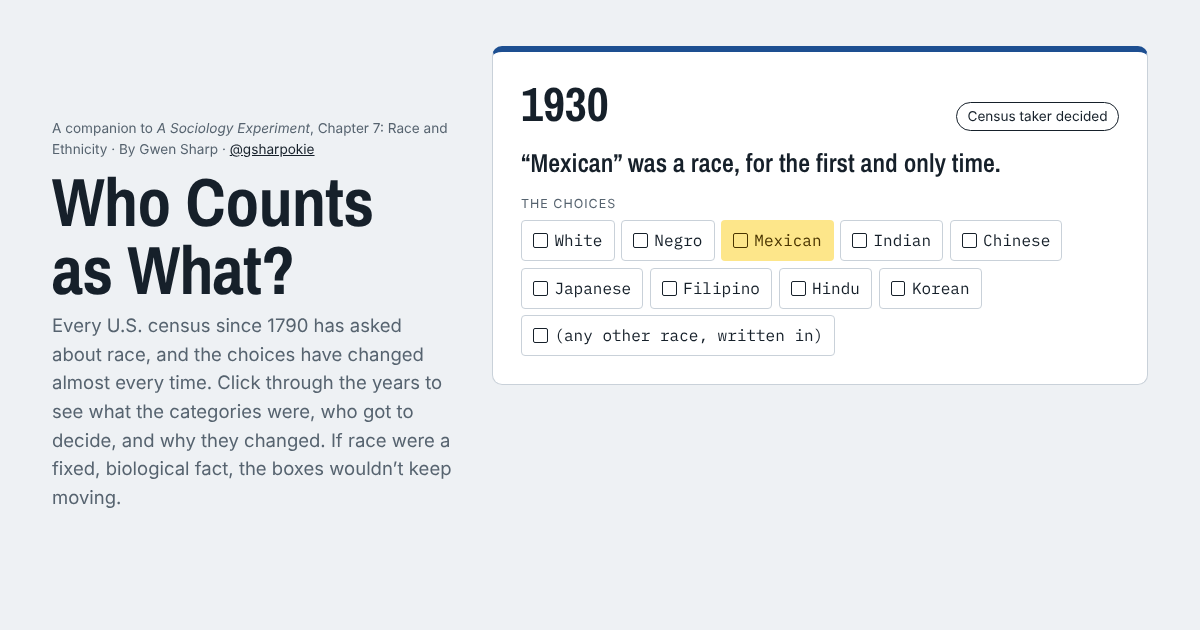 A companion to A Sociology Experiment, Chapter 7: Race and
Ethnicity · By Gwen Sharp · @gsharpokie
Who Counts
as What?
Every U.S. census since 1790 has asked
about race, and the choices have changed
almost every time. Click through the years to
see what the categories were, who got to
decide, and why they changed. If race were a
fixed, biological fact, the boxes wouldn’t keep
moving.
1930
Census taker decided
“Mexican” was a race, for the first and only time.
THE CHOICES
White Negro Mexican Indian Chinese
Japanese Filipino Hindu Korean
(any other race, written in)